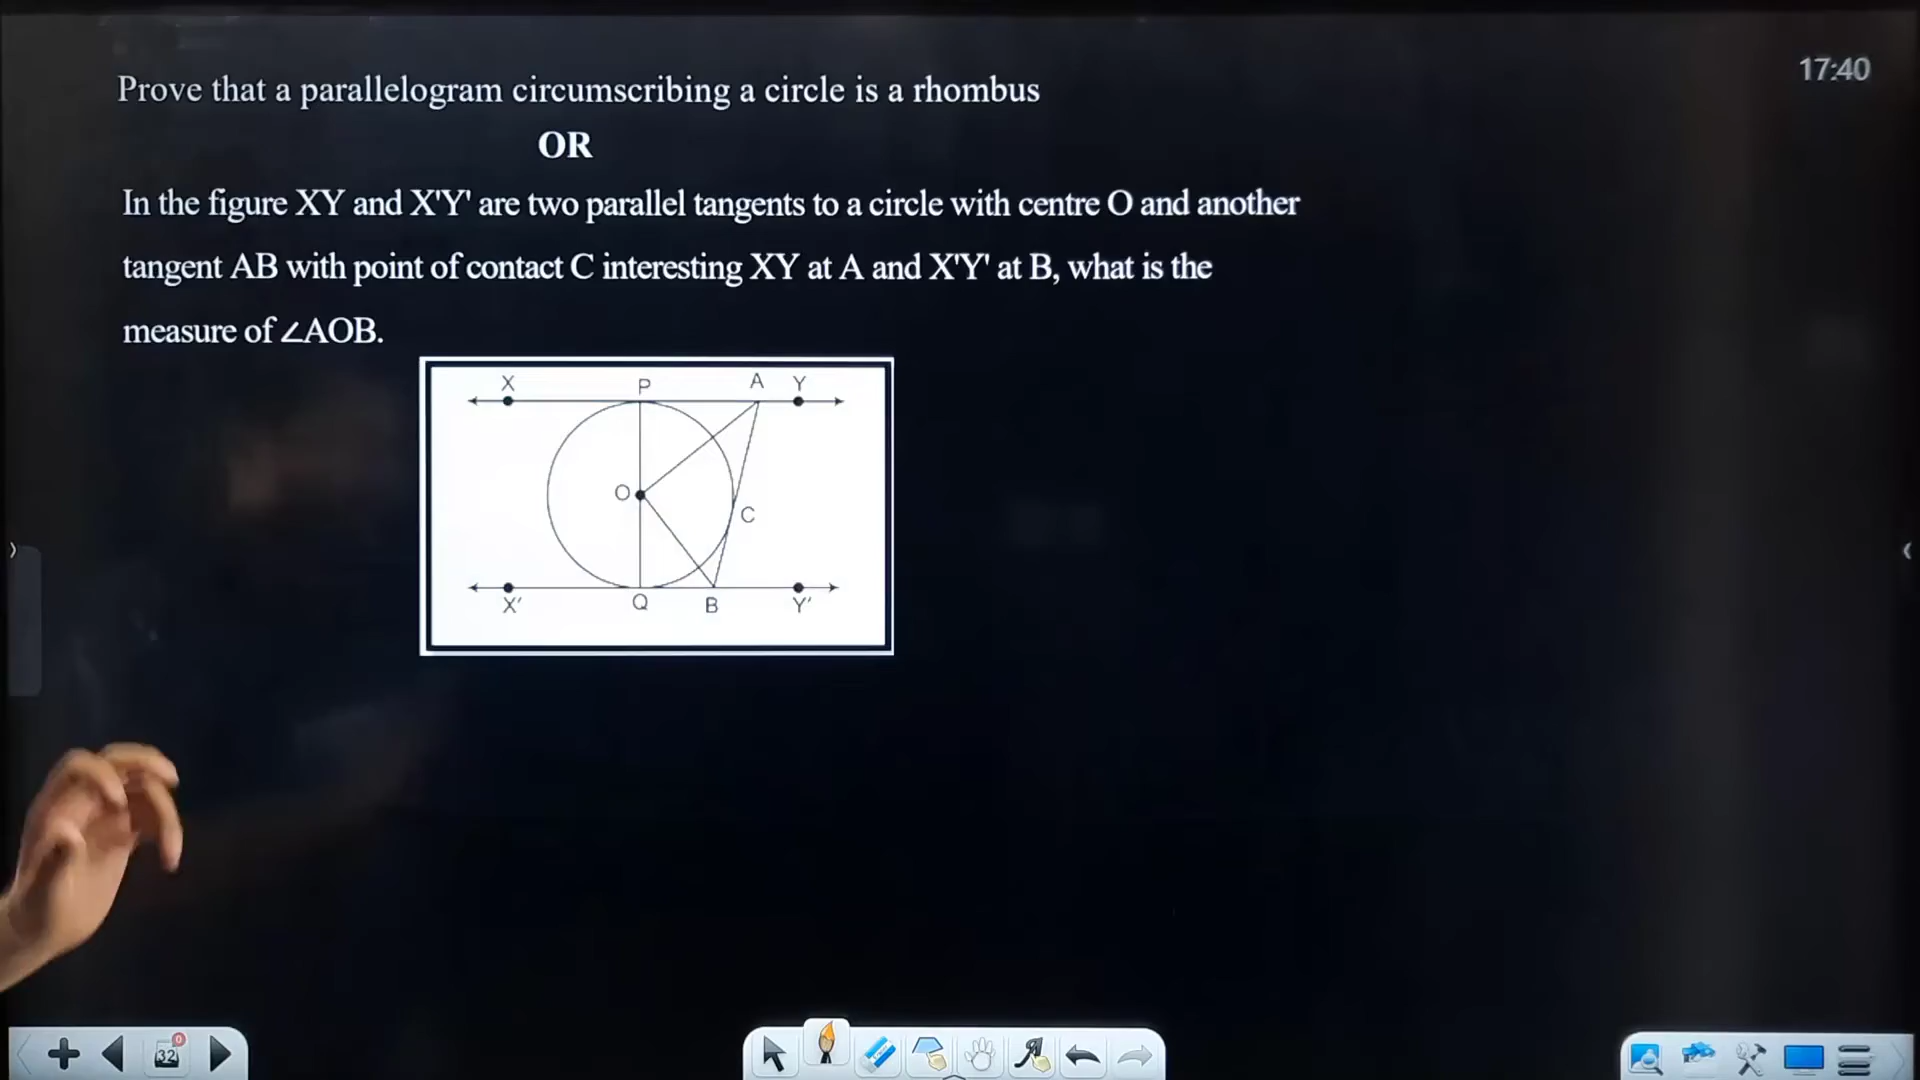 17:40
Prove that a parallelogram circumscribing a circle is a rhombus
OR
In the figure XY and X'Y' are two parallel tangents to a circle with centre O and another
tangent AB with point of contact C interesting XY at A and X'Y' at B, what is the
measure of ∠AOB.
X P A Y
O
C
X' Q B Y'
32 0